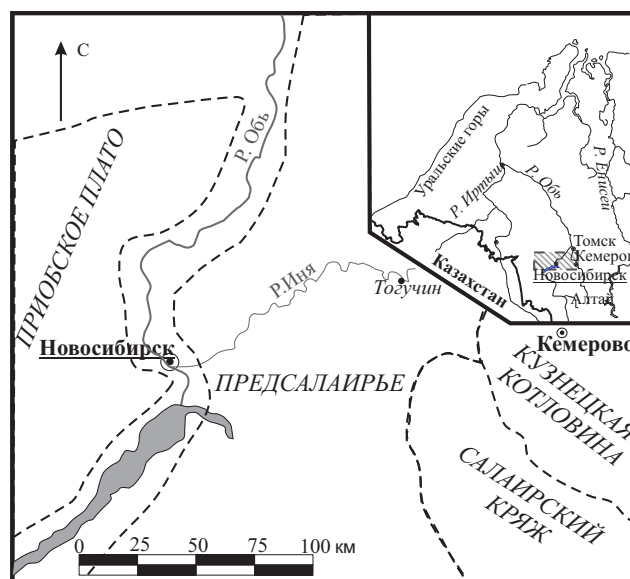 С
Р. Обь
ПРИОБСКОЕ ПЛАТО
Р.Иня
Тогучин
Новосибирск
ПРЕДСАЛАИРЬЕ
Кемерово
КУЗНЕЦКАЯ
КОТЛОВИНА
САЛАИРСКИЙ
КРЯЖ
0 25 50 75 100 км
Уральские горы
Р. Иртыш
Р. Обь
Р. Енисей
Томск
Кемеров
Новосибирск
Алтай
Казахстан